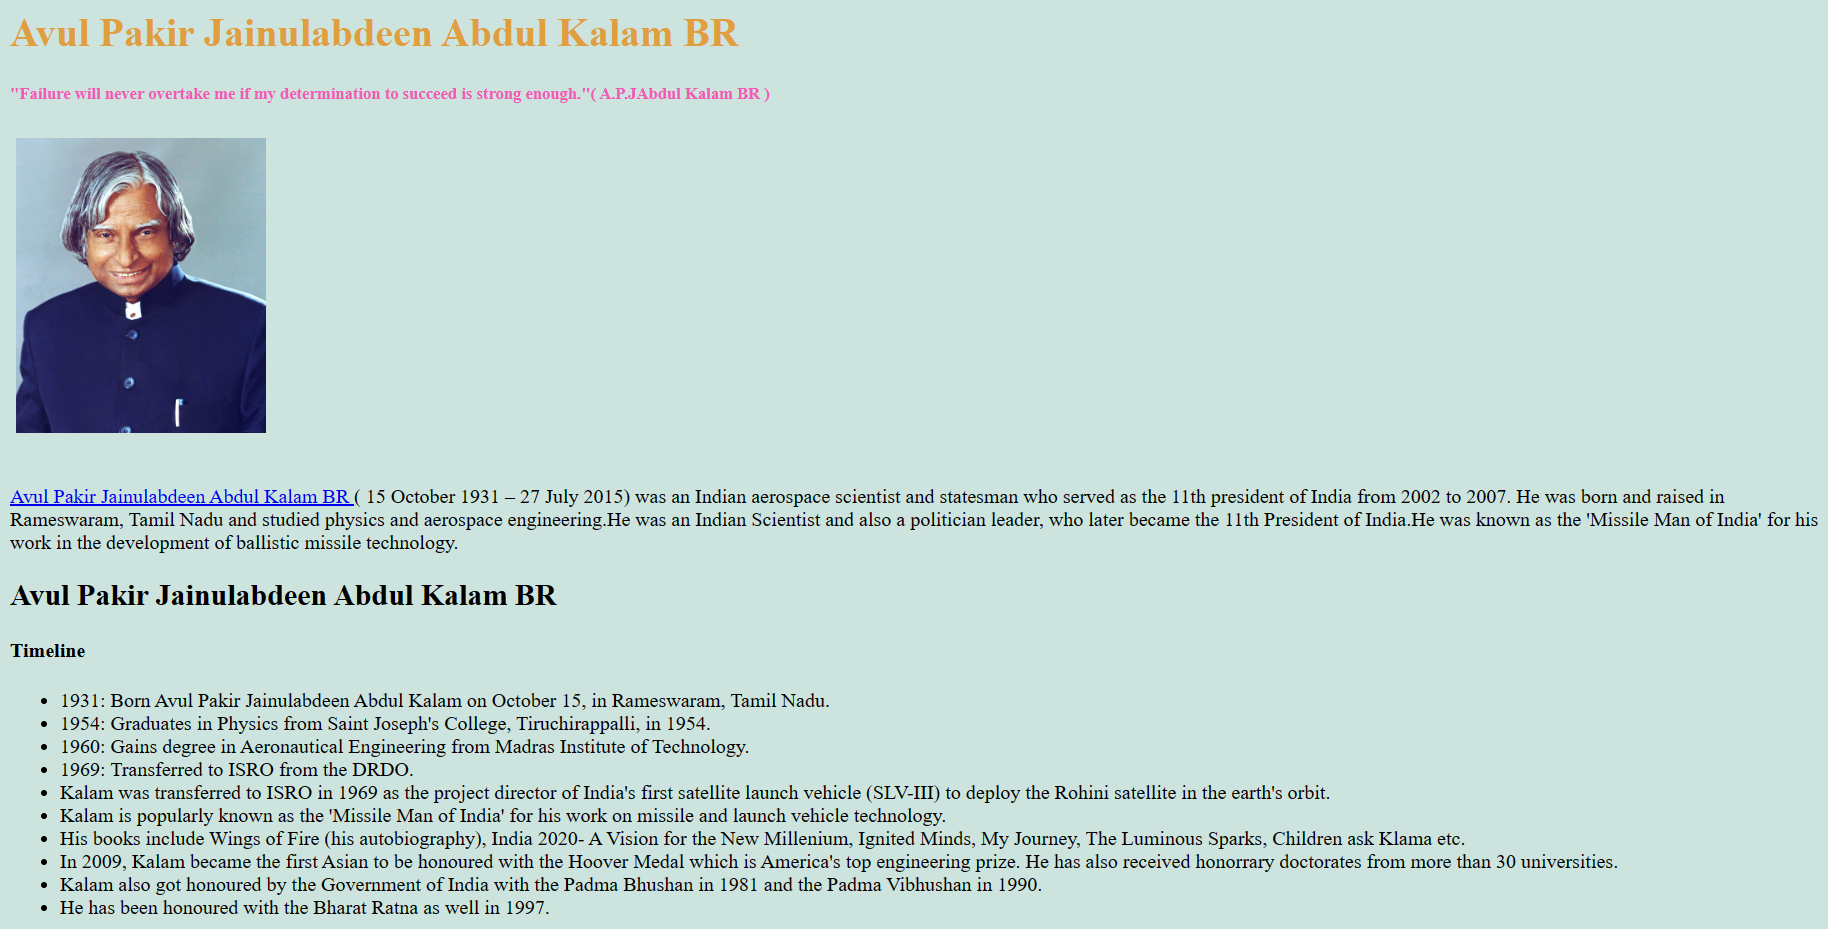 Avul Pakir Jainulabdeen Abdul Kalam BR
"Failure will never overtake me if my determination to succeed is strong enough."( A.P.JAbdul Kalam BR )
Avul Pakir Jainulabdeen Abdul Kalam BR ( 15 October 1931 – 27 July 2015) was an Indian aerospace scientist and statesman who served as the 11th president of India from 2002 to 2007. He was born and raised in
Rameswaram, Tamil Nadu and studied physics and aerospace engineering.He was an Indian Scientist and also a politician leader, who later became the 11th President of India.He was known as the 'Missile Man of India' for his
work in the development of ballistic missile technology.
Avul Pakir Jainulabdeen Abdul Kalam BR
Timeline
• 1931: Born Avul Pakir Jainulabdeen Abdul Kalam on October 15, in Rameswaram, Tamil Nadu.
• 1954: Graduates in Physics from Saint Joseph's College, Tiruchirappalli, in 1954.
• 1960: Gains degree in Aeronautical Engineering from Madras Institute of Technology.
• 1969: Transferred to ISRO from the DRDO.
• Kalam was transferred to ISRO in 1969 as the project director of India's first satellite launch vehicle (SLV-III) to deploy the Rohini satellite in the earth's orbit.
• Kalam is popularly known as the 'Missile Man of India' for his work on missile and launch vehicle technology.
• His books include Wings of Fire (his autobiography), India 2020- A Vision for the New Millenium, Ignited Minds, My Journey, The Luminous Sparks, Children ask Klama etc.
• In 2009, Kalam became the first Asian to be honoured with the Hoover Medal which is America's top engineering prize. He has also received honorrary doctorates from more than 30 universities.
• Kalam also got honoured by the Government of India with the Padma Bhushan in 1981 and the Padma Vibhushan in 1990.
• He has been honoured with the Bharat Ratna as well in 1997.